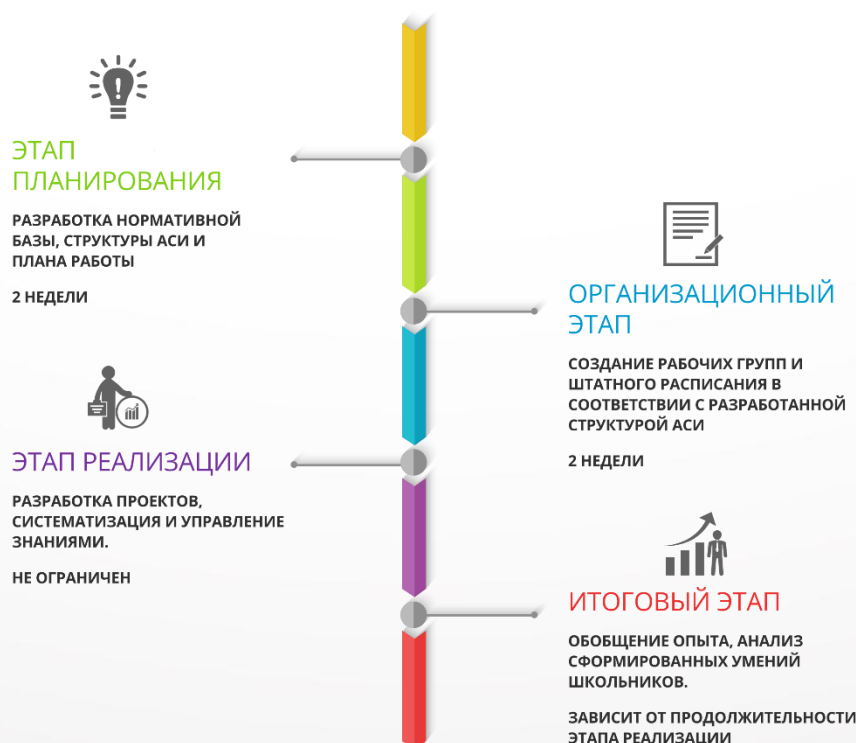 ЭТАП
ПЛАНИРОВАНИЯ
РАЗРАБОТКА НОРМАТИВНОЙ
БАЗЫ, СТРУКТУРЫ АСИ И
ПЛАНА РАБОТЫ
2 НЕДЕЛИ
ОРГАНИЗАЦИОННЫЙ
ЭТАП
СОЗДАНИЕ РАБОЧИХ ГРУПП И
ШТАТНОГО РАСПИСАНИЯ В
СООТВЕТСТВИИ С РАЗРАБОТАННОЙ
СТРУКТУРОЙ АСИ
2 НЕДЕЛИ
ЭТАП РЕАЛИЗАЦИИ
РАЗРАБОТКА ПРОЕКТОВ,
СИСТЕМАТИЗАЦИЯ И УПРАВЛЕНИЕ
ЗНАНИЯМИ.
НЕ ОГРАНИЧЕН
ИТОГОВЫЙ ЭТАП
ОБОБЩЕНИЕ ОПЫТА, АНАЛИЗ
СФОРМИРОВАННЫХ УМЕНИЙ
ШКОЛЬНИКОВ.
ЗАВИСИТ ОТ ПРОДОЛЖИТЕЛЬНОСТИ
ЭТАПА РЕАЛИЗАЦИИ